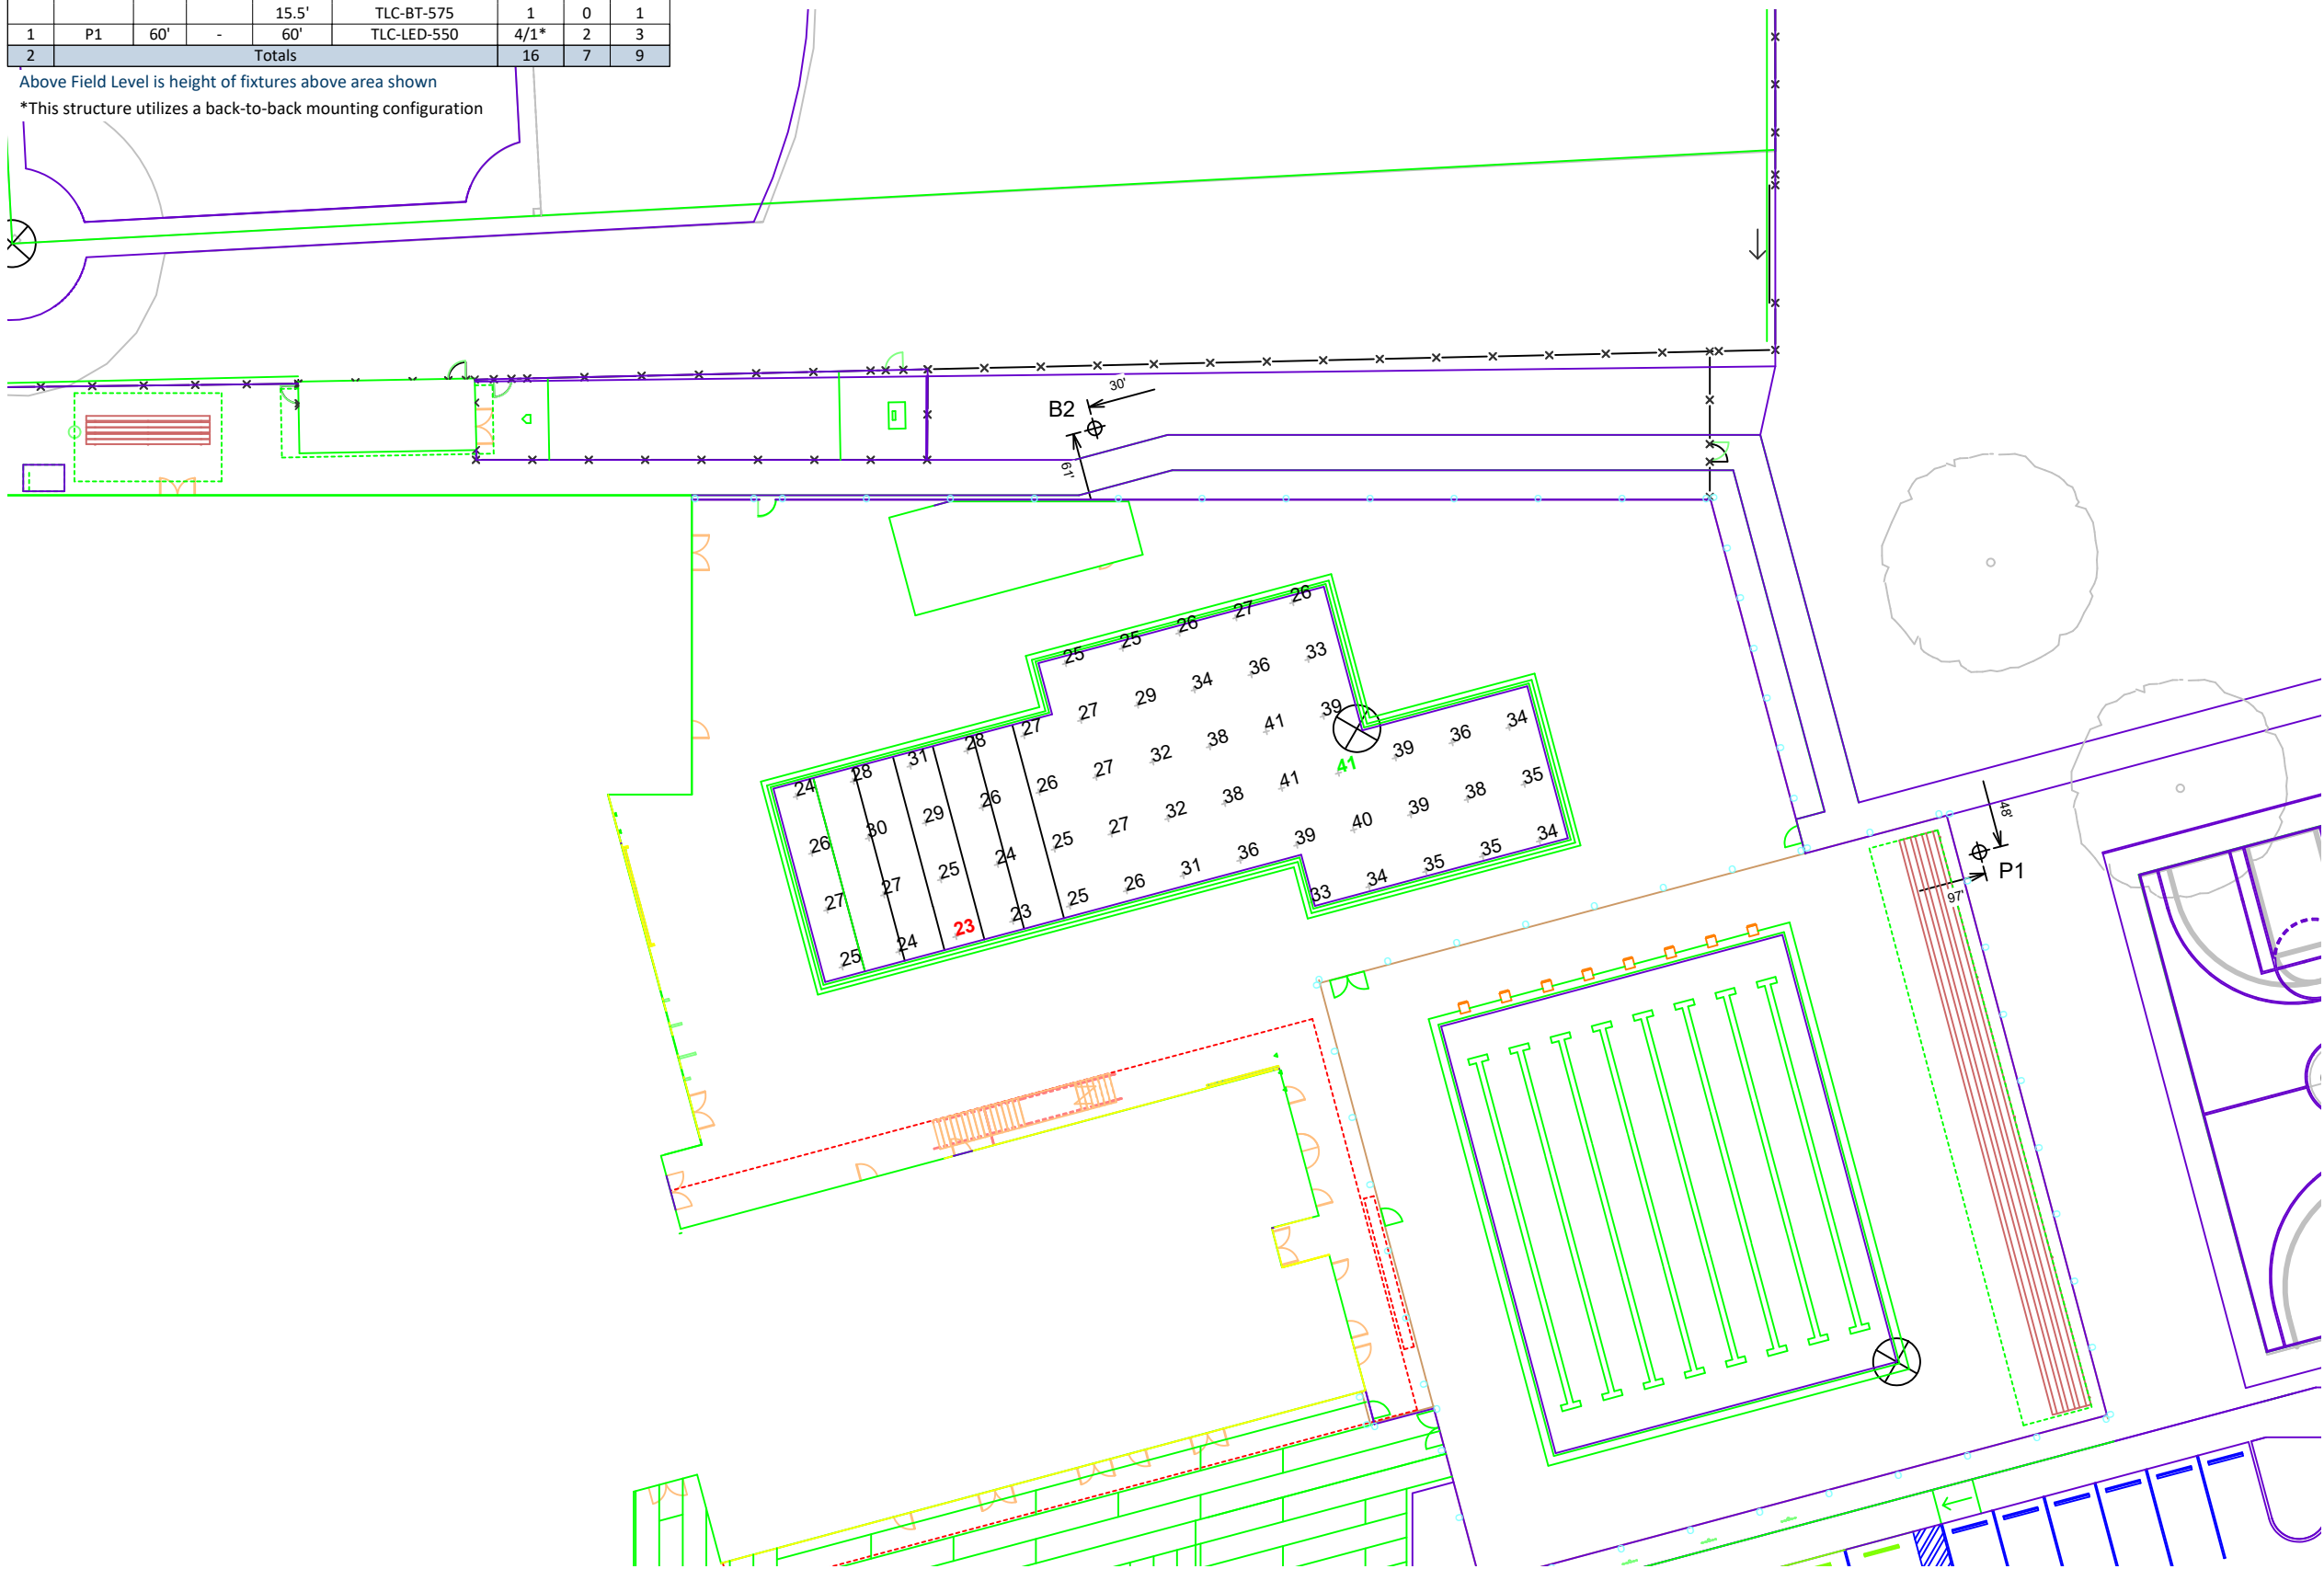 15.5' TLC-BT-575 1 0 1
1 P1 60' - 60' TLC-LED-550 4/1* 2 3
2 Totals 16 7 9
Above Field Level is height of fixtures above area shown
*This structure utilizes a back-to-back mounting configuration
30'
B2
61'
25 25 26 27 26
27 29 34 36 33
24 28 31 28 27 27 32 38 41 39
26 30 29 26 26 27 32 38 41 41 39 36 34
27 27 25 24 25 26 31 36 39 40 39 38 35
25 24 23 23 25 33 34 35 35 34
48'
P1
97'